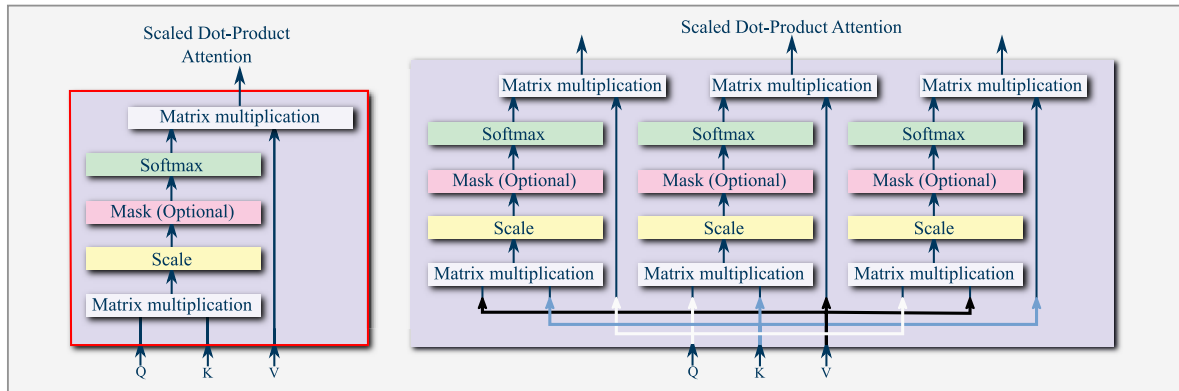 Scaled Dot-Product
Attention
Matrix multiplication
Softmax
Mask (Optional)
Scale
Matrix multiplication
Q K V
Scaled Dot-Product Attention
Matrix multiplication Matrix multiplication Matrix multiplication
Softmax Softmax Softmax
Mask (Optional) Mask (Optional) Mask (Optional)
Scale Scale Scale
Matrix multiplication Matrix multiplication Matrix multiplication
Q K V